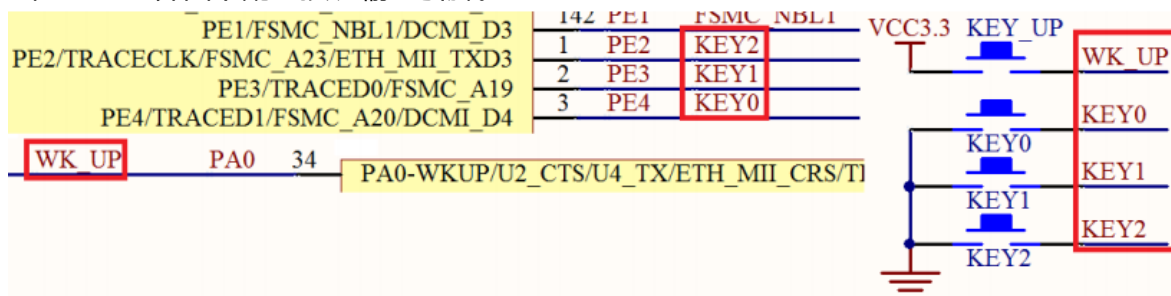 PE1/FSMC_NBL1/DCMI_D3
142 PE1 FSMC_NBL1
PE2/TRACECLK/FSMC_A23/ETH_MII_TXD3
1 PE2 KEY2
PE3/TRACED0/FSMC_A19
2 PE3 KEY1
PE4/TRACED1/FSMC_A20/DCMI_D4
3 PE4 KEY0
WK_UP PA0 34
PA0-WKUP/U2_CTS/U4_TX/ETH_MII_CRS/
VCC3.3 KEY_UP
WK_UP
KEY0
KEY0
KEY1
KEY1
KEY2
KEY2